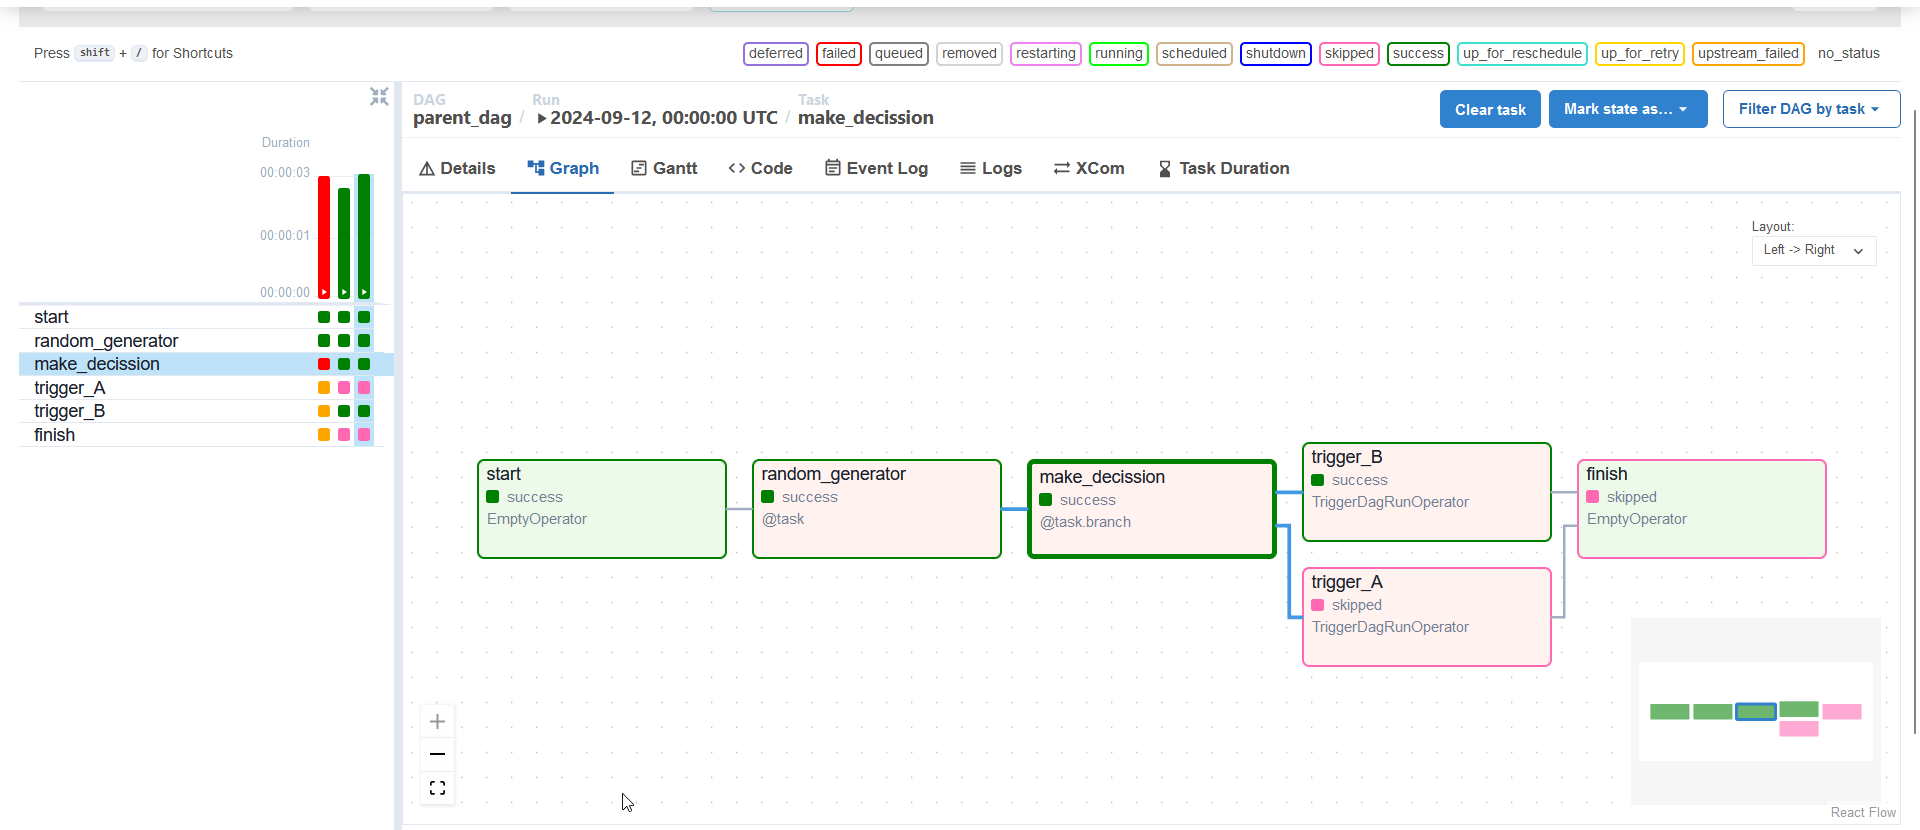 Press shift + / for Shortcuts
deferred failed queued removed restarting running scheduled shutdown skipped success up_for_reschedule up_for_retry upstream_failed no_status
DAG Run Task
parent_dag / 2024-09-12, 00:00:00 UTC / make_decission
Clear task Mark state as... Filter DAG by task
Details Graph Gantt Code Event Log Logs XCom Task Duration
Duration
00:00:03
00:00:01
00:00:00
start
random_generator
make_decission
trigger_A
trigger_B
finish
Layout:
Left -> Right
start
success
EmptyOperator
random_generator
success
@task
make_decission
success
@task.branch
trigger_B
success
TriggerDagRunOperator
trigger_A
skipped
TriggerDagRunOperator
finish
skipped
EmptyOperator
React Flow